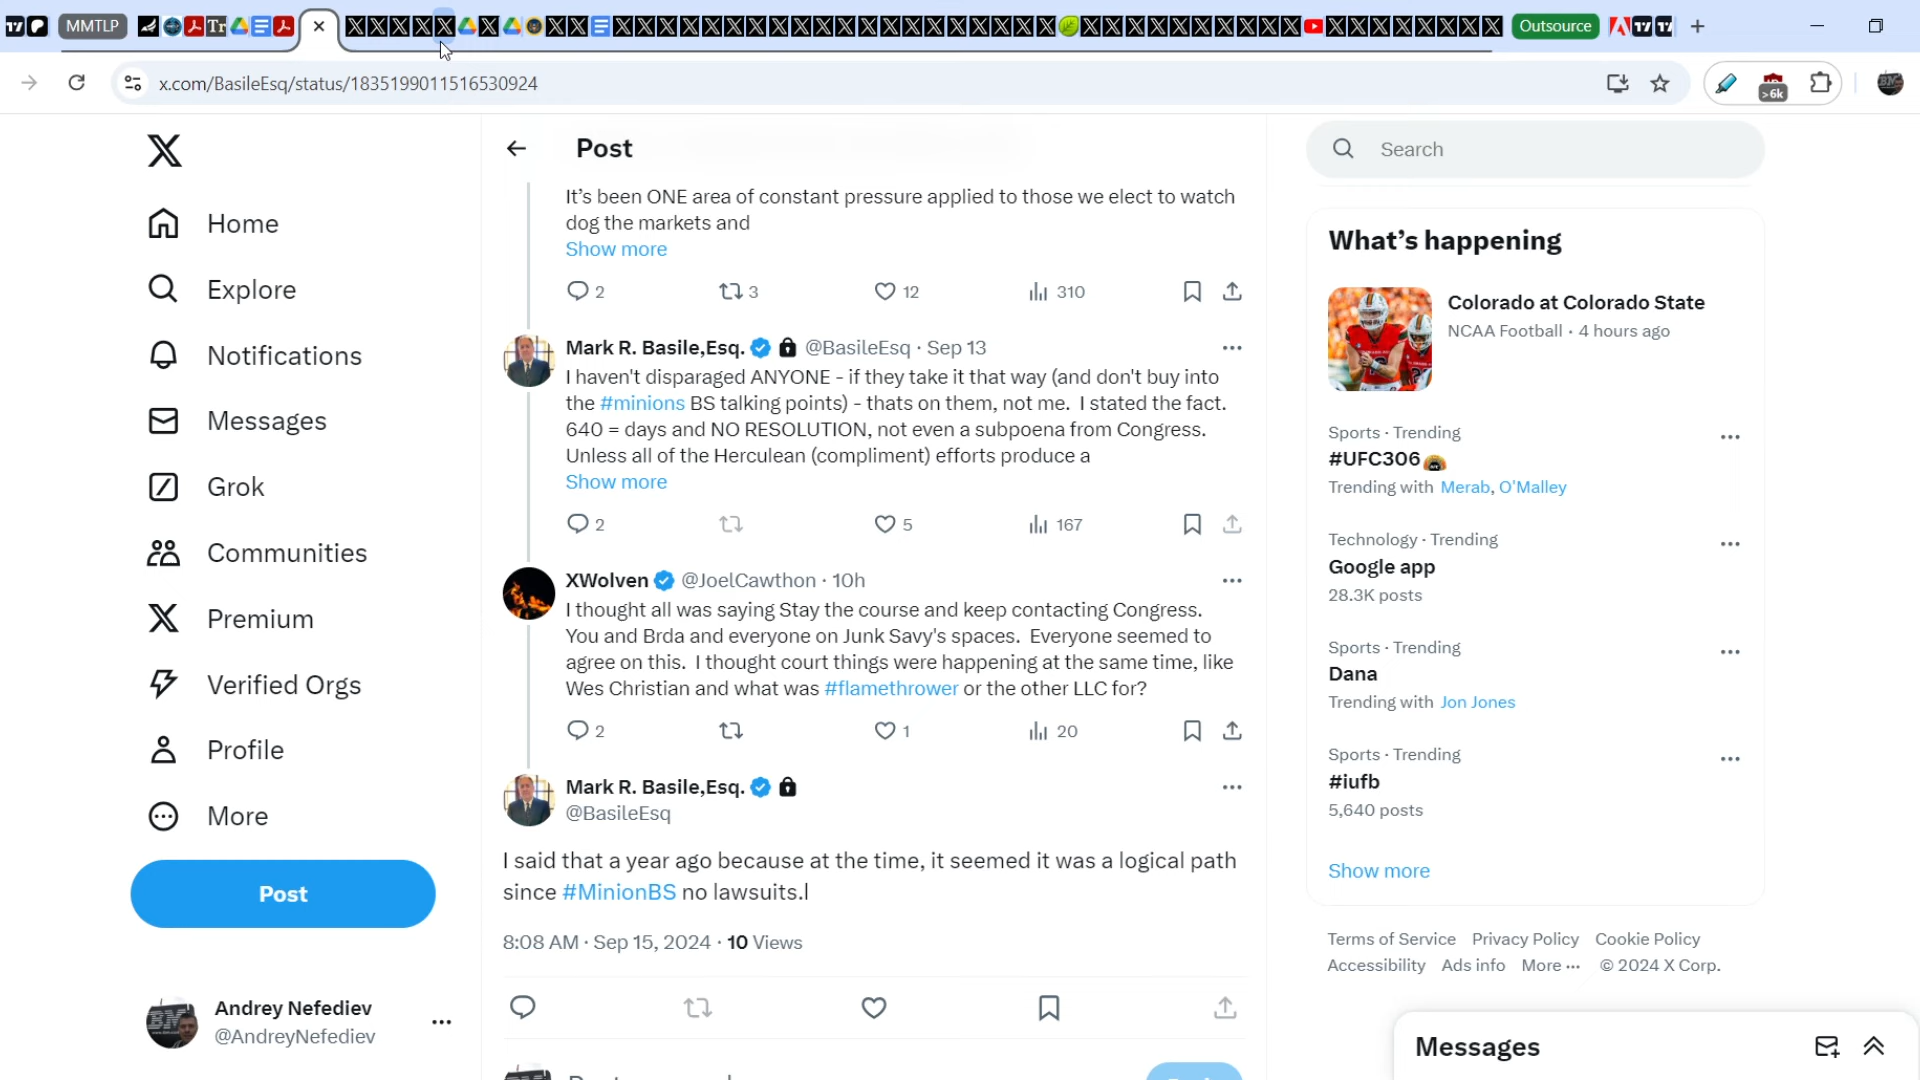 MMTLP
Outsource
x.com/BasileEsq/status/1835199011516530924
>6k
Post
Search
Home
Explore
Notifications
Messages
Grok
Communities
Premium
Verified Orgs
Profile
More
Post
Andrey Nefediev
@AndreyNefediev
It's been ONE area of constant pressure applied to those we elect to watch
dog the markets and
Show more
2 3 12 310
Mark R. Basile,Esq. @BasileEsq · Sep 13
I haven't disparaged ANYONE - if they take it that way (and don't buy into
the #minions BS talking points) - thats on them, not me. I stated the fact.
640 = days and NO RESOLUTION, not even a subpoena from Congress.
Unless all of the Herculean (compliment) efforts produce a
Show more
2 5 167
XWolven @JoelCawthon · 10h
I thought all was saying Stay the course and keep contacting Congress.
You and Brda and everyone on Junk Savy's spaces. Everyone seemed to
agree on this. I thought court things were happening at the same time, like
Wes Christian and what was #flamethrower or the other LLC for?
2 1 20
Mark R. Basile,Esq.
@BasileEsq
I said that a year ago because at the time, it seemed it was a logical path
since #MinionBS no lawsuits.l
8:08 AM · Sep 15, 2024 · 10 Views
What's happening
Colorado at Colorado State
NCAA Football · 4 hours ago
Sports · Trending
#UFC306
Trending with Merab, O'Malley
Technology · Trending
Google app
28.3K posts
Sports · Trending
Dana
Trending with Jon Jones
Sports · Trending
#iufb
5,640 posts
Show more
Terms of Service Privacy Policy Cookie Policy
Accessibility Ads info More ··· © 2024 X Corp.
Messages